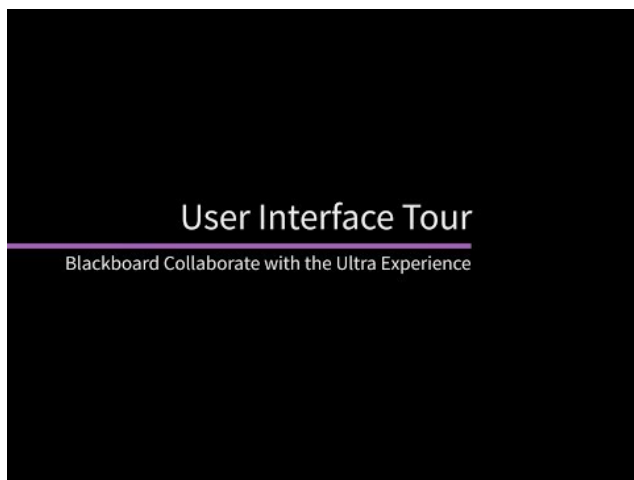 User Interface Tour
Blackboard Collaborate with the Ultra Experience